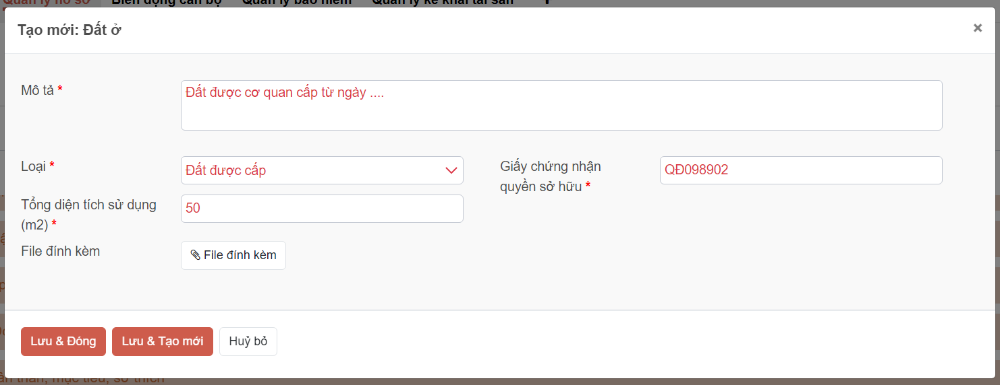 Quản lý hồ sơ Biến động cán bộ Quản lý bảo hiểm Quản lý kê khai tài sản
Tạo mới: Đất ở ×
Mô tả *
Đất được cơ quan cấp từ ngày ....
Loại *
Đất được cấp
Giấy chứng nhận
quyền sở hữu *
QĐ098902
Tổng diện tích sử dụng
(m2) *
50
File đính kèm
File đính kèm
Lưu & Đóng
Lưu & Tạo mới
Huỷ bỏ